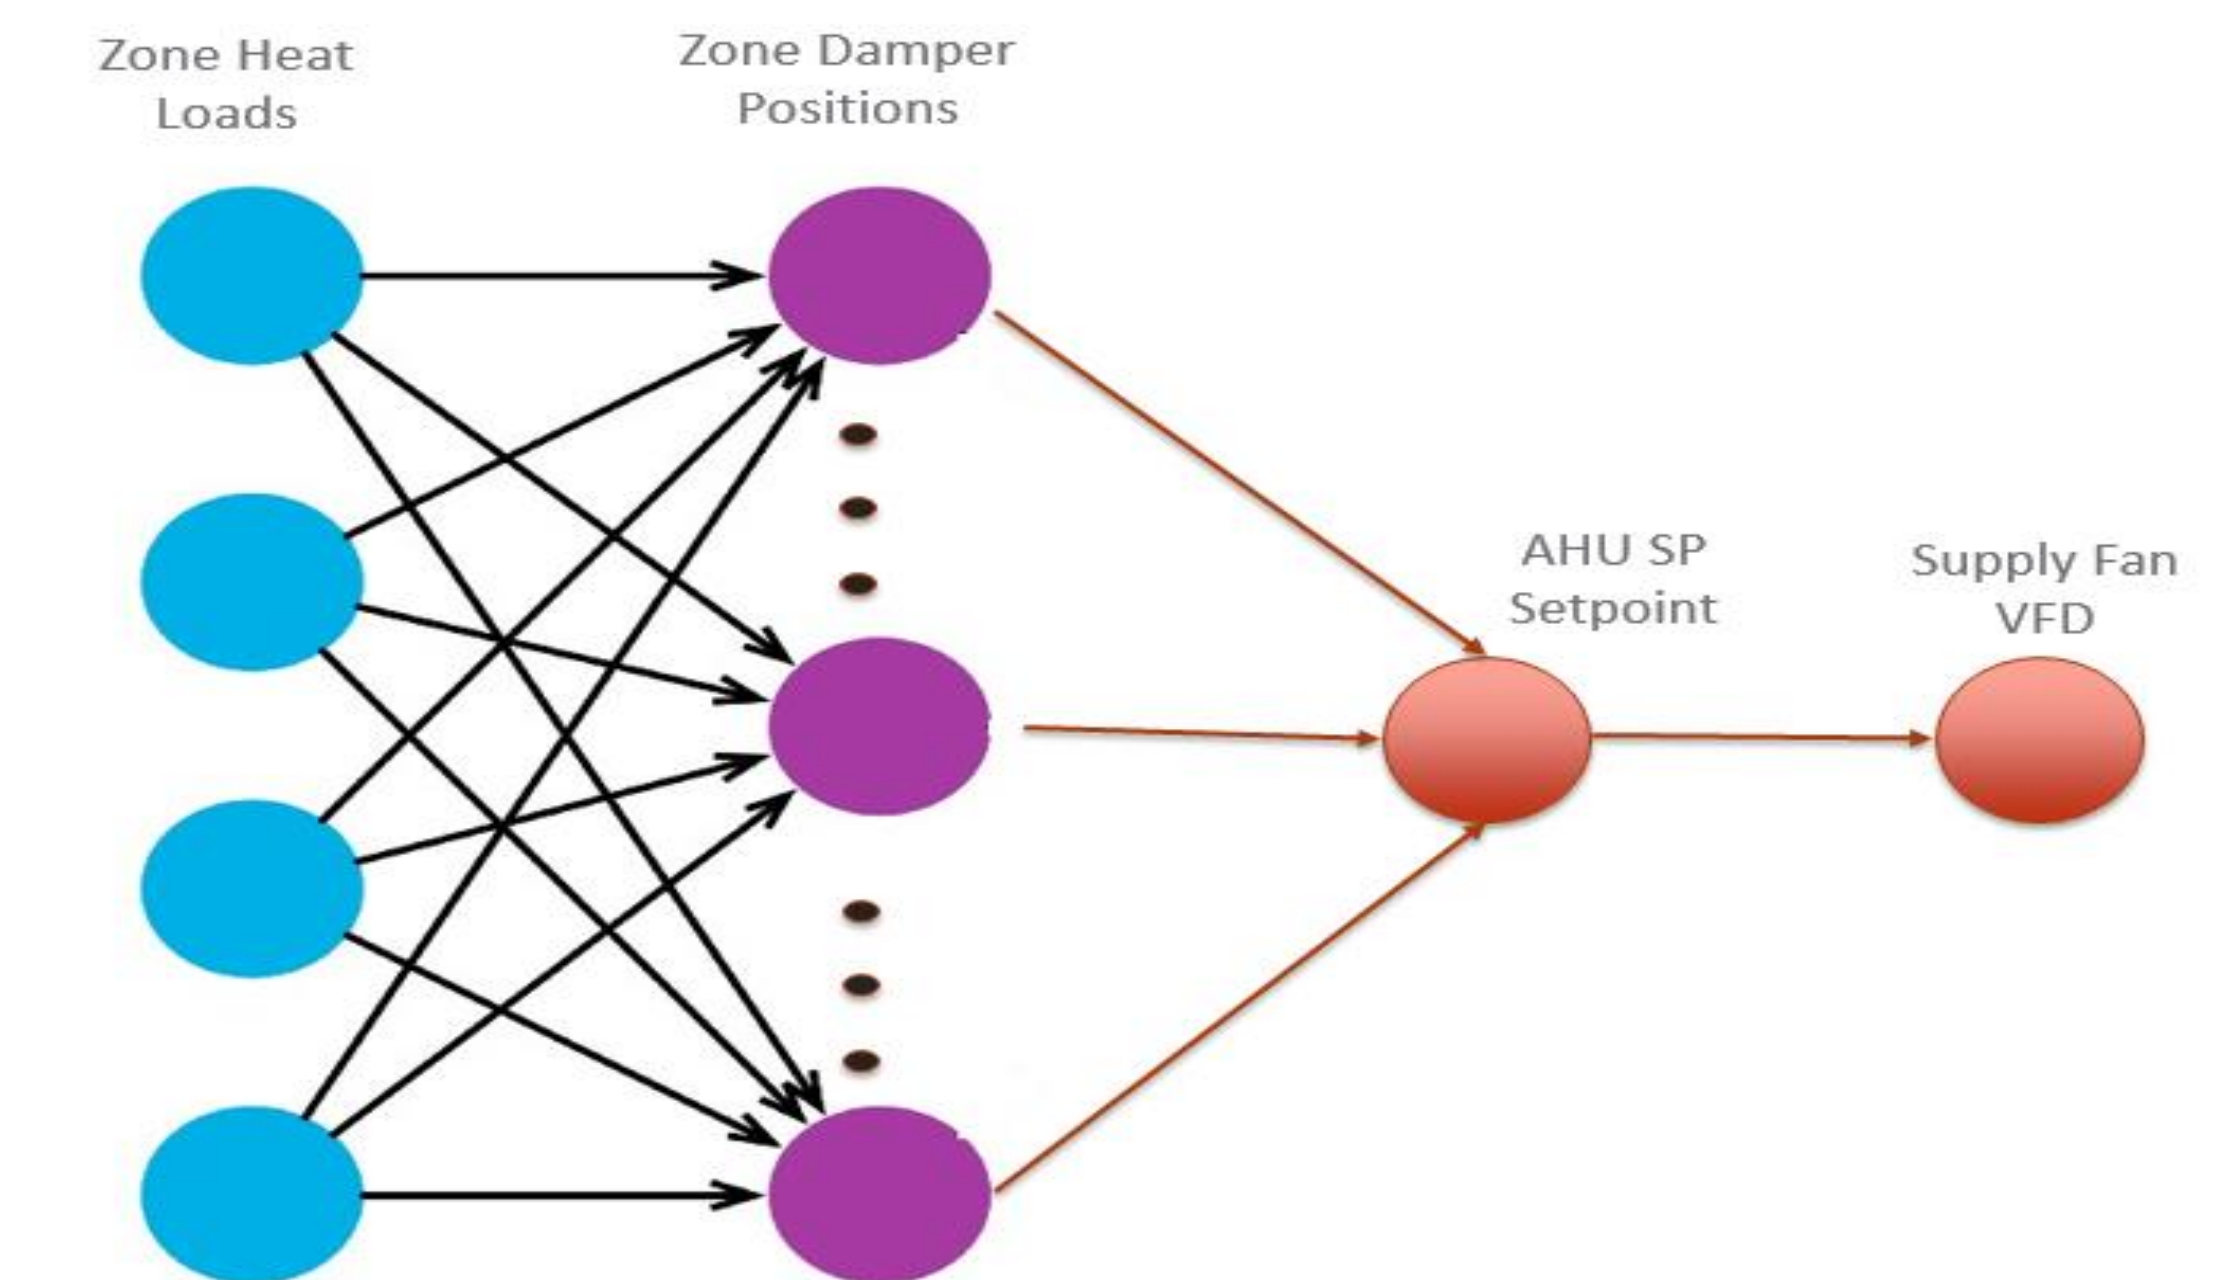 Zone Heat
Loads
Zone Damper
Positions
AHU SP
Setpoint
Supply Fan
VFD